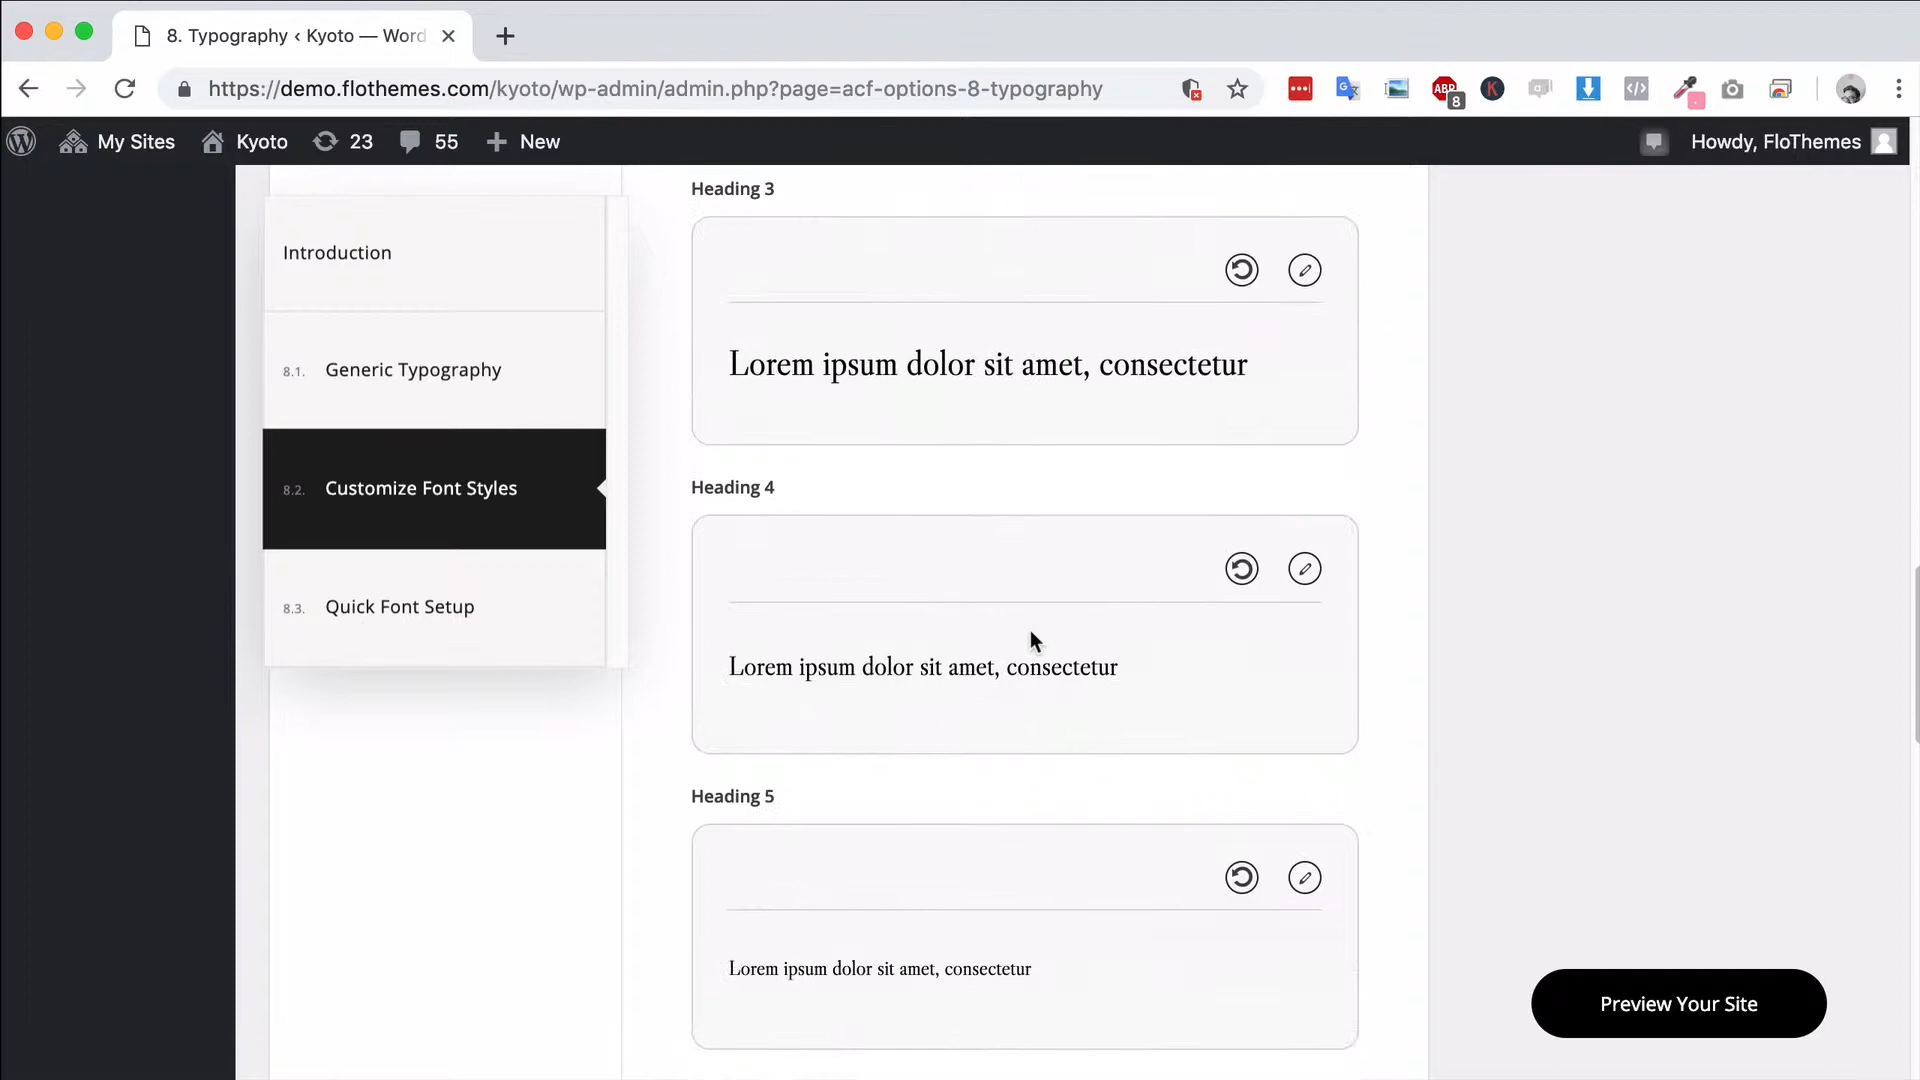 8. Typography ‹ Kyoto — Word
https://demo.flothemes.com/kyoto/wp-admin/admin.php?page=acf-options-8-typography
ABP
8
K
My Sites
Kyoto
23
55
New
Howdy, FloThemes
Introduction
8.1. Generic Typography
8.2. Customize Font Styles
8.3. Quick Font Setup
Heading 3
Lorem ipsum dolor sit amet, consectetur
Heading 4
Lorem ipsum dolor sit amet, consectetur
Heading 5
Lorem ipsum dolor sit amet, consectetur
Preview Your Site